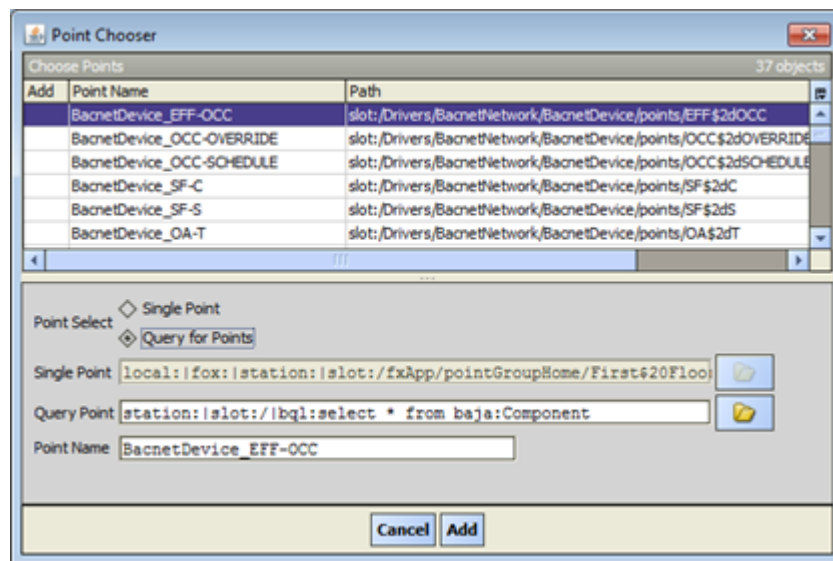 Point Chooser
Choose Points 37 objects
Add Point Name Path
BacnetDevice_EFF-OCC slot:/Drivers/BacnetNetwork/BacnetDevice/points/EFF$2dOCC
BacnetDevice_OCC-OVERRIDE slot:/Drivers/BacnetNetwork/BacnetDevice/points/OCC$2dOVERRIDE
BacnetDevice_OCC-SCHEDULE slot:/Drivers/BacnetNetwork/BacnetDevice/points/OCC$2dSCHEDULE
BacnetDevice_SF-C slot:/Drivers/BacnetNetwork/BacnetDevice/points/SF$2dC
BacnetDevice_SF-S slot:/Drivers/BacnetNetwork/BacnetDevice/points/SF$2dS
BacnetDevice_OA-T slot:/Drivers/BacnetNetwork/BacnetDevice/points/OA$2dT
Point Select Single Point
Query for Points
Single Point local:|fox:|station:|slot:/fxApp/pointGroupHome/First$20Floo
Query Point station:|slot:/|bql:select * from baja:Component
Point Name BacnetDevice_EFF-OCC
Cancel Add